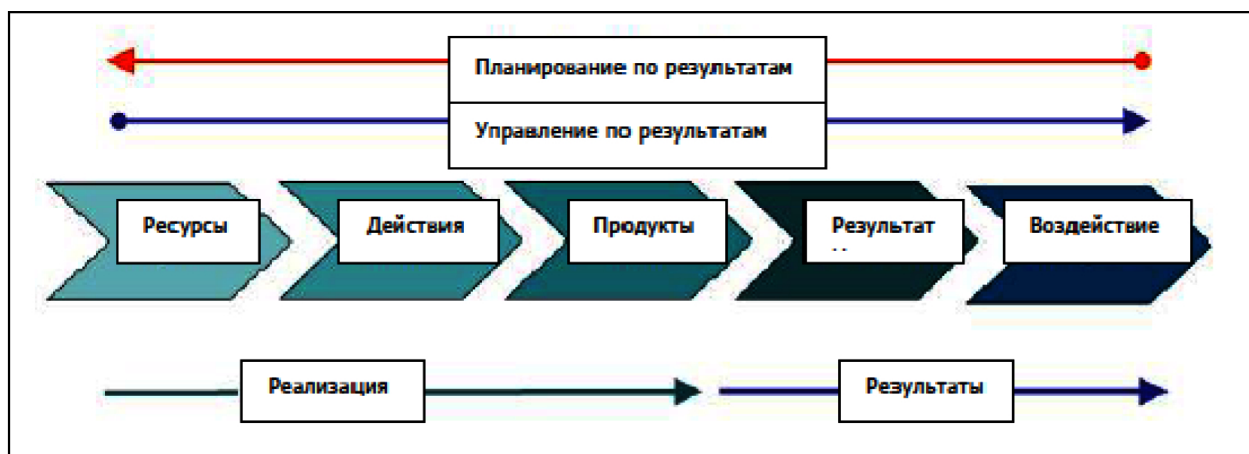 Планирование по результатам
Управление по результатам
Ресурсы
Действия
Продукты
Результат
Воздействие
Реализация
Результаты